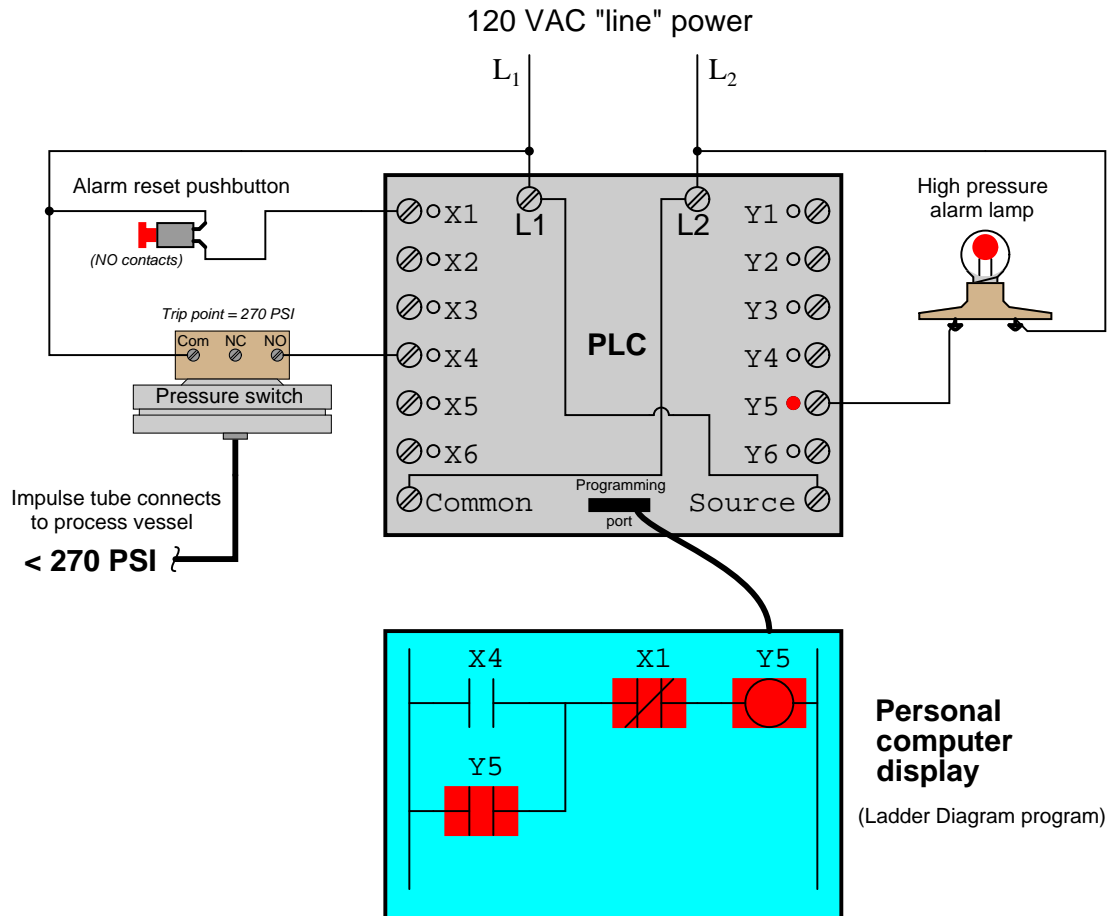 120 VAC "line" power
L1
L2
Alarm reset pushbutton
(NO contacts)
Trip point = 270 PSI
Com NC NO
Pressure switch
Impulse tube connects
to process vessel
< 270 PSI
X1
X2
X3
X4
X5
X6
Common
L1
L2
PLC
Programming
port
Y1
Y2
Y3
Y4
Y5
Y6
Source
High pressure
alarm lamp
X4 X1 Y5
Y5
Personal
computer
display
(Ladder Diagram program)